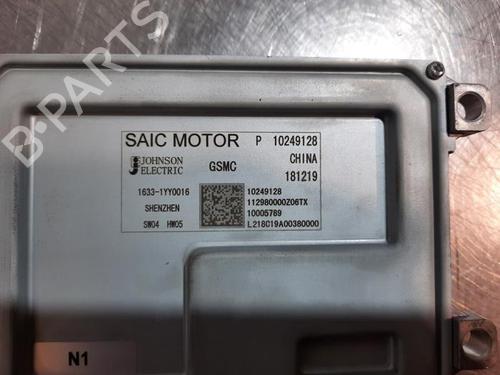 SAIC MOTOR P 10249128
JOHNSON ELECTRIC GSMC CHINA
181219
1633-1YY0016 10249128
112980000Z06TX
SHENZHEN 10005789
SW04 HW05 L218C19A00380000
N1
B-PARTS